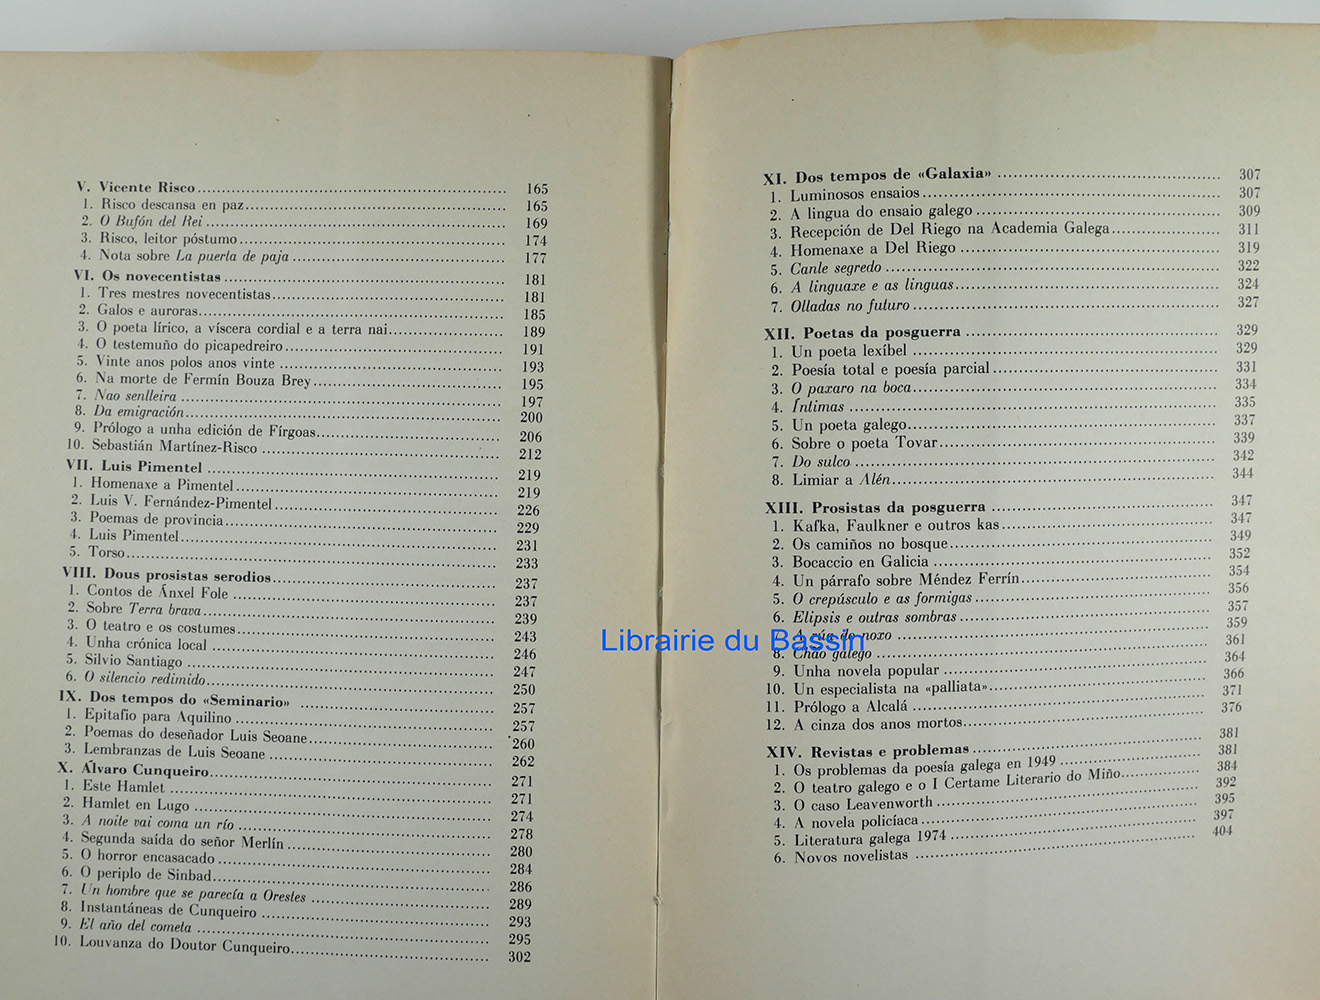 V. Vicente Risco ........ 165
1. Risco descansa en paz ........ 165
2. O Bufón del Rei ........ 169
3. Risco, leitor póstumo ........ 174
4. Nota sobre La puerta de paja ........ 177
VI. Os novecentistas ........ 181
1. Tres mestres novecentistas ........ 181
2. Galos e auroras ........ 185
3. O poeta lírico, a víscera cordial e a terra nai ........ 189
4. O testemuño do picapedreiro ........ 191
5. Vinte anos polos anos vinte ........ 193
6. Na morte de Fermín Bouza Brey ........ 195
7. Nao senlleira ........ 197
8. Da emigración ........ 200
9. Prólogo a unha edición de Fírgoas ........ 206
10. Sebastián Martínez-Risco ........ 212
VII. Luis Pimentel ........ 219
1. Homenaxe a Pimentel ........ 219
2. Luis V. Fernández-Pimentel ........ 226
3. Poemas de provincia ........ 229
4. Luis Pimentel ........ 231
5. Torso ........ 233
VIII. Dous prosistas serodios ........ 237
1. Contos de Ánxel Fole ........ 237
2. Sobre Terra brava ........ 239
3. O teatro e os costumes ........ 243
4. Unha crónica local ........ 246
5. Silvio Santiago ........ 247
6. O silencio redimido ........ 250
IX. Dos tempos do «Seminario» ........ 257
1. Epitafio para Aquilino ........ 257
2. Poemas do deseñador Luis Seoane ........ 260
3. Lembranzas de Luis Seoane ........ 262
X. Álvaro Cunqueiro ........ 271
1. Este Hamlet ........ 271
2. Hamlet en Lugo ........ 274
3. A noite vai coma un río ........ 278
4. Segunda saída do señor Merlín ........ 280
5. O horror encasacado ........ 284
6. O periplo de Sinbad ........ 286
7. Un hombre que se parecía a Orestes ........ 289
8. Instantáneas de Cunqueiro ........ 293
9. El año del cometa ........ 295
10. Louvanza do Doutor Cunqueiro ........ 302
XI. Dos tempos de «Galaxia» ........ 307
1. Luminosos ensaios ........ 307
2. A lingua do ensaio galego ........ 309
3. Recepción de Del Riego na Academia Galega ........ 311
4. Homenaxe a Del Riego ........ 319
5. Cante segredo ........ 322
6. A linguaxe e as linguas ........ 324
7. Olladas no futuro ........ 327
XII. Poetas da posguerra ........ 329
1. Un poeta lexíbel ........ 329
2. Poesía total e poesía parcial ........ 331
3. O paxaro na boca ........ 334
4. Íntimas ........ 335
5. Un poeta galego ........ 337
6. Sobre o poeta Tovar ........ 339
7. Do sulco ........ 342
8. Limiar a Alén ........ 344
XIII. Prosistas da posguerra ........ 347
1. Kafka, Faulkner e outros kas ........ 347
2. Os camiños no bosque ........ 349
3. Bocaccio en Galicia ........ 352
4. Un párrafo sobre Méndez Ferrín ........ 354
5. O crepúsculo e as formigas ........ 356
6. Elipsis e outras sombras ........ 357
7. A rúa do noxo ........ 359
8. Chao galego ........ 361
9. Unha novela popular ........ 364
10. Un especialista na «palliata» ........ 366
11. Prólogo a Alcalá ........ 371
12. A cinza dos anos mortos ........ 376
XIV. Revistas e problemas ........ 381
1. Os problemas da poesía galega en 1949 ........ 381
2. O teatro galego e o I Certame Literario do Miño ........ 384
3. O caso Leavenworth ........ 392
4. A novela policíaca ........ 395
5. Literatura galega 1974 ........ 397
6. Novos novelistas ........ 404
Librairie du Bassin